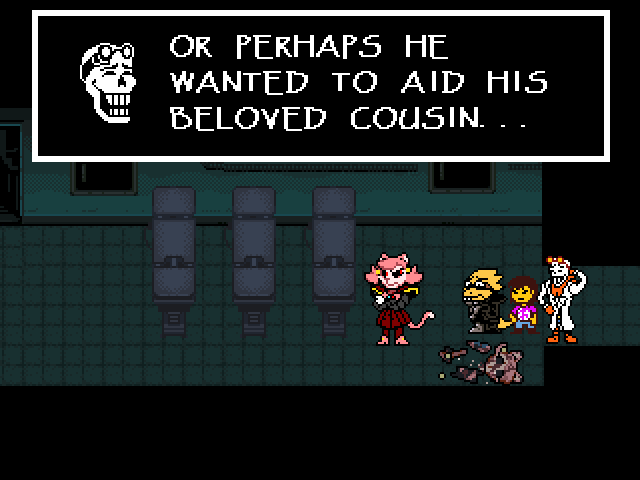 OR PERHAPS HE
WANTED TO AID HIS
BELOVED COUSIN...